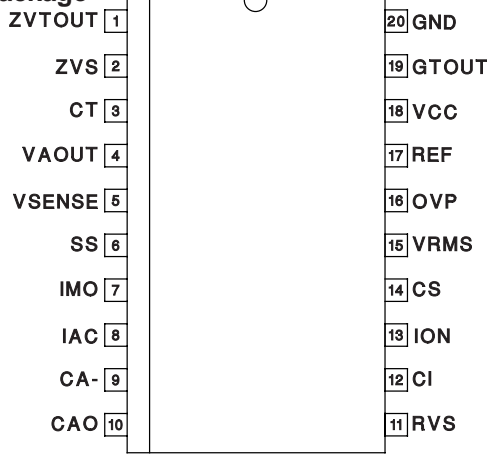 ZVTOUT 1 20 GND
ZVS 2 19 GTOUT
CT 3 18 VCC
VAOUT 4 17 REF
VSENSE 5 16 OVP
SS 6 15 VRMS
IMO 7 14 CS
IAC 8 13 ION
CA- 9 12 CI
CAO 10 11 RVS